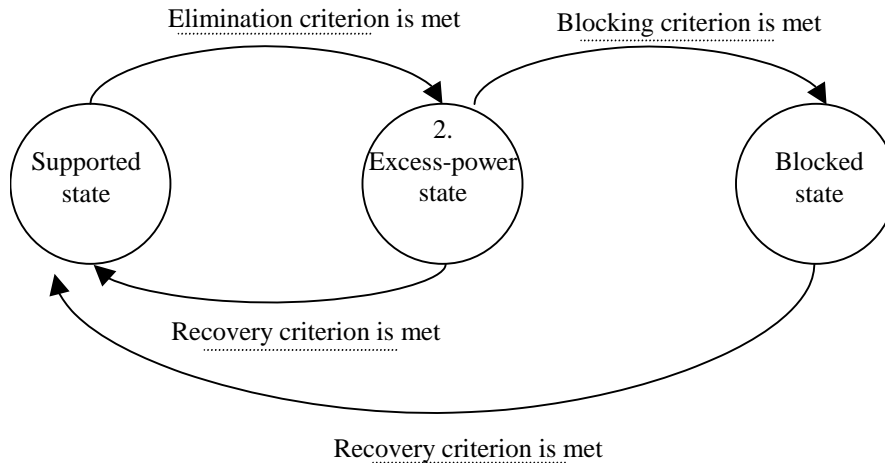 Elimination criterion is met
Blocking criterion is met
Supported
state
2.
Excess-power
state
Blocked
state
Recovery criterion is met
Recovery criterion is met